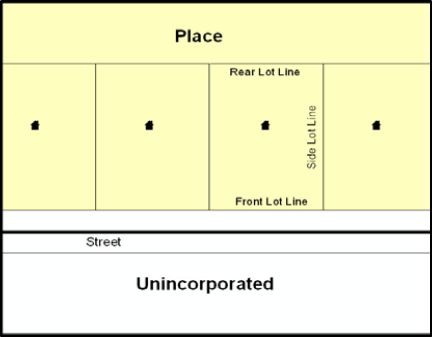 Place
Rear Lot Line
Side Lot Line
Front Lot Line
Street
Unincorporated